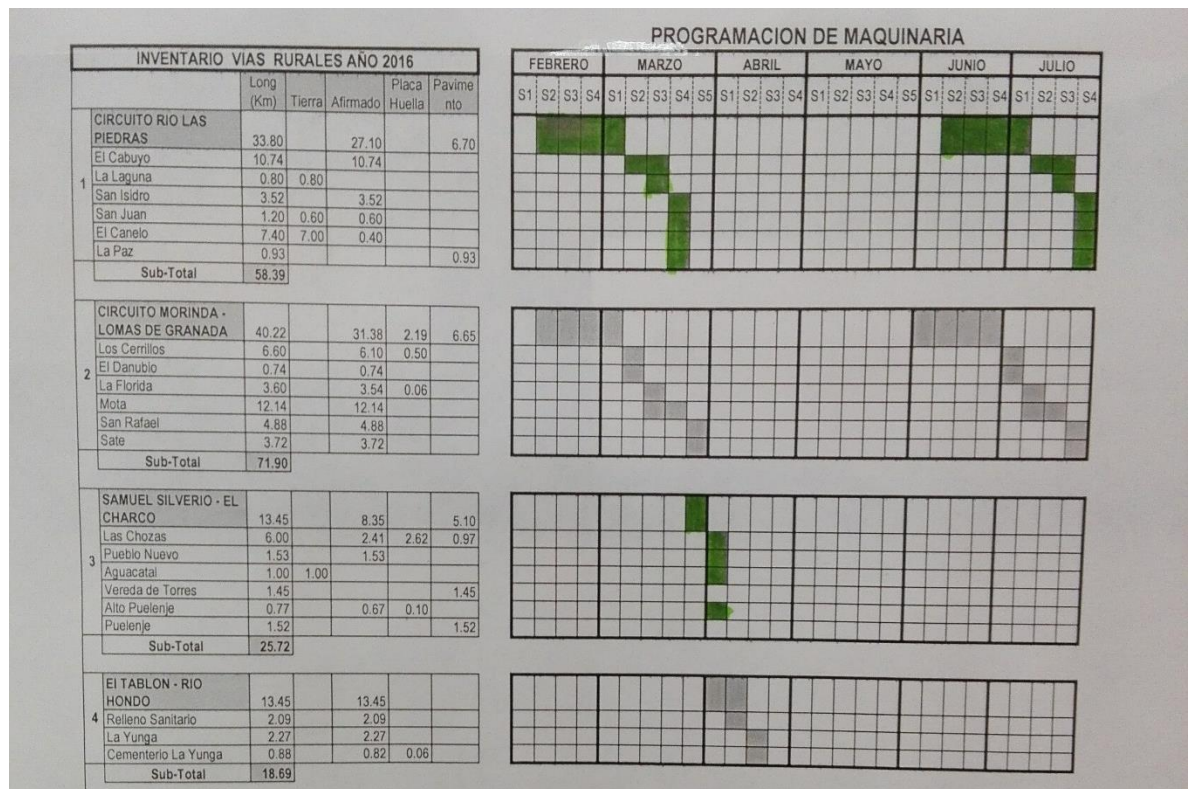 PROGRAMACION DE MAQUINARIA
INVENTARIO VIAS RURALES AÑO 2016
FEBRERO MARZO ABRIL MAYO JUNIO JULIO
Long (Km) Tierra Afirmado Placa Huella Pavimento
S1 S2 S3 S4 S1 S2 S3 S4 S5 S1 S2 S3 S4 S1 S2 S3 S4 S5 S1 S2 S3 S4 S1 S2 S3 S4
1
CIRCUITO RIO LAS
PIEDRAS 33.80 27.10 6.70
El Cabuyo 10.74 10.74
La Laguna 0.80 0.80
San Isidro 3.52 3.52
San Juan 1.20 0.60 0.60
El Canelo 7.40 7.00 0.40
La Paz 0.93 0.93
Sub-Total 58.39
2
CIRCUITO MORINDA -
LOMAS DE GRANADA 40.22 31.38 2.19 6.65
Los Cerrillos 6.60 6.10 0.50
El Danubio 0.74 0.74
La Florida 3.60 3.54 0.06
Mota 12.14 12.14
San Rafael 4.88 4.88
Sate 3.72 3.72
Sub-Total 71.90
3
SAMUEL SILVERIO - EL
CHARCO 13.45 8.35 5.10
Las Chozas 6.00 2.41 2.62 0.97
Pueblo Nuevo 1.53 1.53
Aguacatal 1.00 1.00
Vereda de Torres 1.45 1.45
Alto Puelenje 0.77 0.67 0.10
Puelenje 1.52 1.52
Sub-Total 25.72
4
El TABLON - RIO
HONDO 13.45 13.45
Relleno Sanitario 2.09 2.09
La Yunga 2.27 2.27
Cementerio La Yunga 0.88 0.82 0.06
Sub-Total 18.69